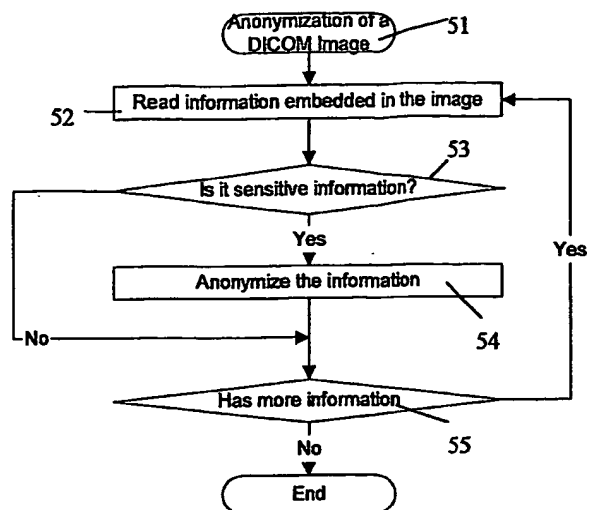 Anonymization of a
DICOM Image
51
Read information embedded in the image
52
53
Is it sensitive information?
Yes
Yes
Anonymize the information
No
54
Has more information
55
No
End